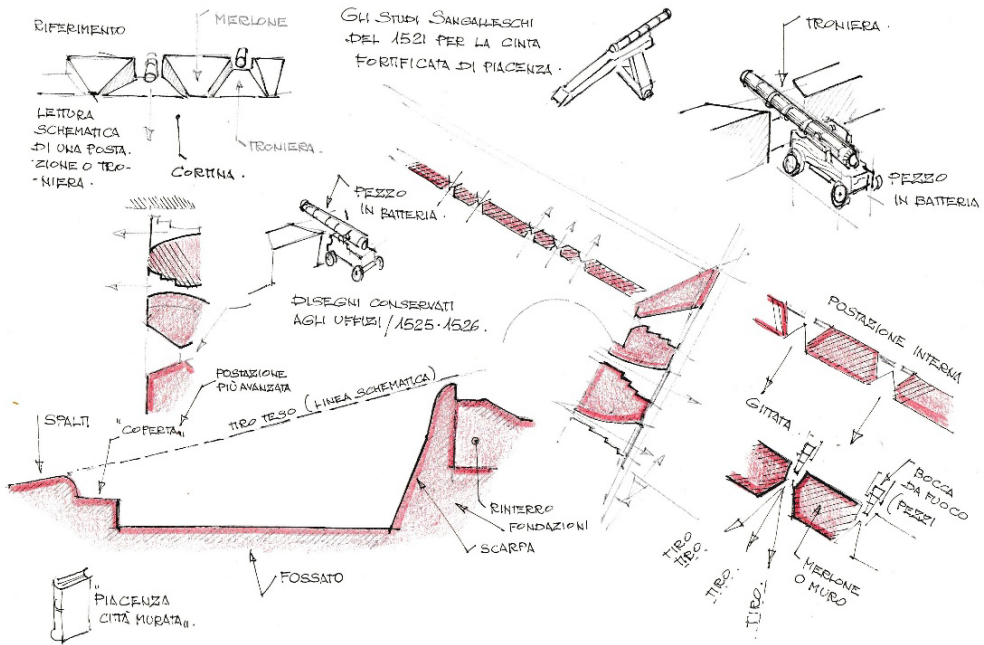 RIFERIMENTO
MERLONE
LETTURA
SCHEMATICA
DI UNA POSTA.
ZIONE O TRO-
-NIERA.
CORTINA.
TRONIERA.
GLI STUDI SANGALLESCHI
DEL 1521 PER LA CINTA
FORTIFICATA DI PIACENZA.
TRONIERA.
PEZZO
IN BATTERIA
PEZZO
IN BATTERIA.
DISEGNI CONSERVATI
AGLI UFFIZI/1525-1526.
POSTAZIONE
PIÙ AVANZATA
TIRO TESO (LINEA SCHEMATICA)
SPALTI
"COPERTA"
RINTERRO
FONDAZIONI
SCARPA
FOSSATO
"PIACENZA
CITTÀ MURATA".
POSTAZIONE INTERNA
GITTATA.
BOCCA
DA FUOCO
(PEZZI
MERLONE
O MURO
TIRO
TIRO.
TIRO.
TIRO.